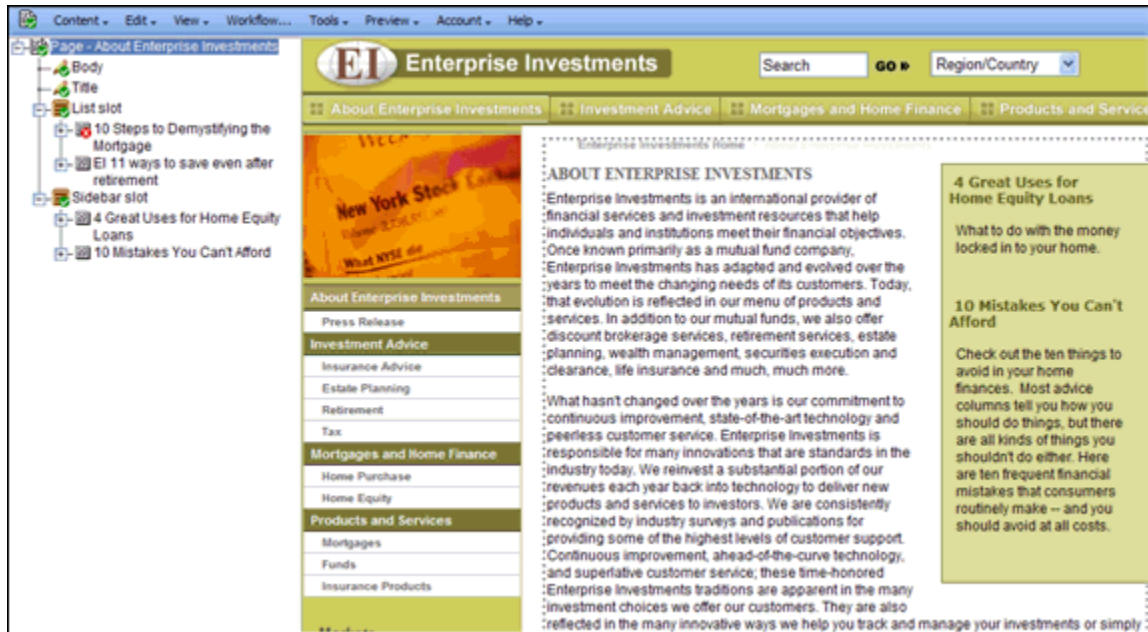 Content Edit View Workflow... Tools Preview Account Help
Page - About Enterprise Investments
Body
Title
List slot
10 Steps to Demystifying the
Mortgage
EI 11 ways to save even after
retirement
Sidebar slot
4 Great Uses for Home Equity
Loans
10 Mistakes You Can't Afford
EI Enterprise Investments
Search GO Region/Country
About Enterprise Investments Investment Advice Mortgages and Home Finance Products and Servic
New York Stock
What NYSE
About Enterprise Investments
Press Release
Investment Advice
Insurance Advice
Estate Planning
Retirement
Tax
Mortgages and Home Finance
Home Purchase
Home Equity
Products and Services
Mortgages
Funds
Insurance Products
Markets
Enterprise Investments Home About Enterprise Investments
ABOUT ENTERPRISE INVESTMENTS
Enterprise Investments is an international provider of
financial services and investment resources that help
individuals and institutions meet their financial objectives.
Once known primarily as a mutual fund company,
Enterprise Investments has adapted and evolved over the
years to meet the changing needs of its customers. Today,
that evolution is reflected in our menu of products and
services. In addition to our mutual funds, we also offer
discount brokerage services, retirement services, estate
planning, wealth management, securities execution and
clearance, life insurance and much, much more.
What hasn't changed over the years is our commitment to
continuous improvement, state-of-the-art technology and
peerless customer service. Enterprise Investments is
responsible for many innovations that are standards in the
industry today. We reinvest a substantial portion of our
revenues each year back into technology to deliver new
products and services to investors. We are consistently
recognized by industry surveys and publications for
providing some of the highest levels of customer support.
Continuous improvement, ahead-of-the-curve technology,
and superlative customer service; these time-honored
Enterprise Investments traditions are apparent in the many
investment choices we offer our customers. They are also
reflected in the many innovative ways we help you track and manage your investments or simply
4 Great Uses for
Home Equity Loans
What to do with the money
locked in to your home.
10 Mistakes You Can't
Afford
Check out the ten things to
avoid in your home
finances. Most advice
columns tell you how you
should do things, but there
are all kinds of things you
shouldn't do either. Here
are ten frequent financial
mistakes that consumers
routinely make -- and you
should avoid at all costs.